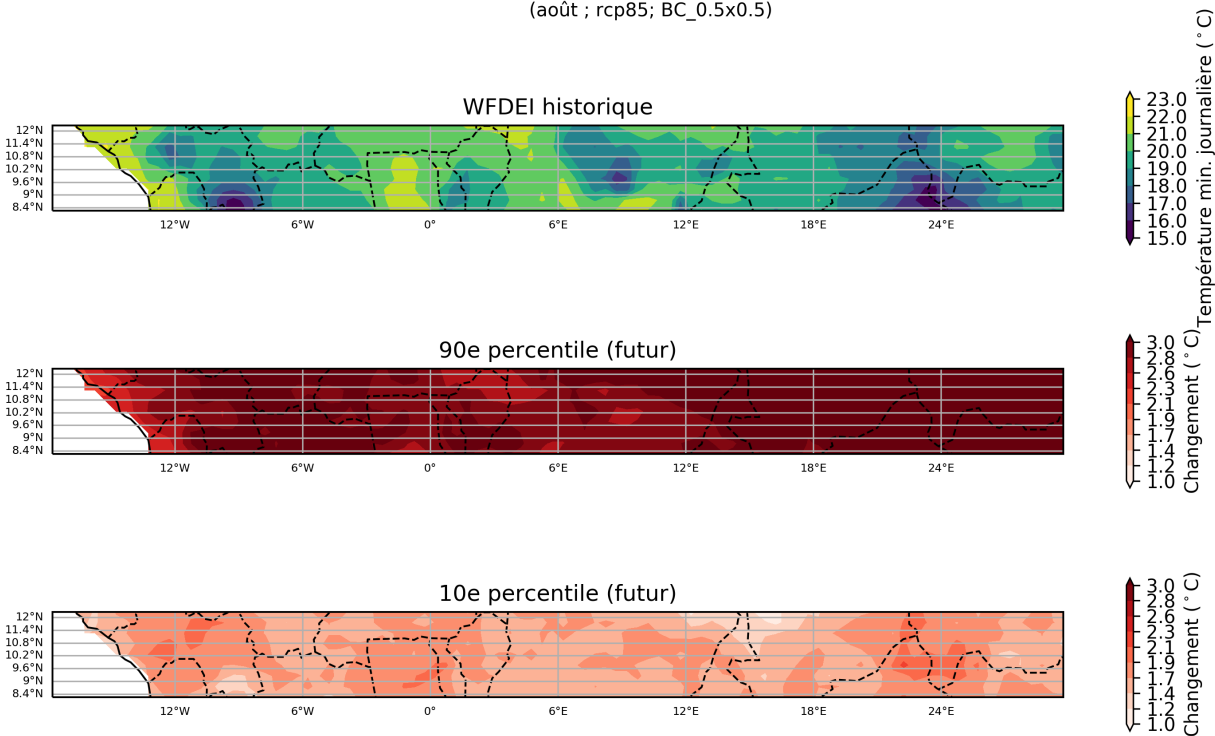 (août ; rcp85; BC_0.5x0.5)
WFDEI historique
12°N
11.4°N
10.8°N
10.2°N
9.6°N
9°N
8.4°N
12°W
6°W
0°
6°E
12°E
18°E
24°E
23.0
22.0
21.0
20.0
19.0
18.0
17.0
16.0
15.0
Température min. journalière (°C)
90e percentile (futur)
12°N
11.4°N
10.8°N
10.2°N
9.6°N
9°N
8.4°N
12°W
6°W
0°
6°E
12°E
18°E
24°E
3.0
2.8
2.6
2.3
2.1
1.9
1.7
1.4
1.2
1.0
Changement (°C)
10e percentile (futur)
12°N
11.4°N
10.8°N
10.2°N
9.6°N
9°N
8.4°N
12°W
6°W
0°
6°E
12°E
18°E
24°E
3.0
2.8
2.6
2.3
2.1
1.9
1.7
1.4
1.2
1.0
Changement (°C)